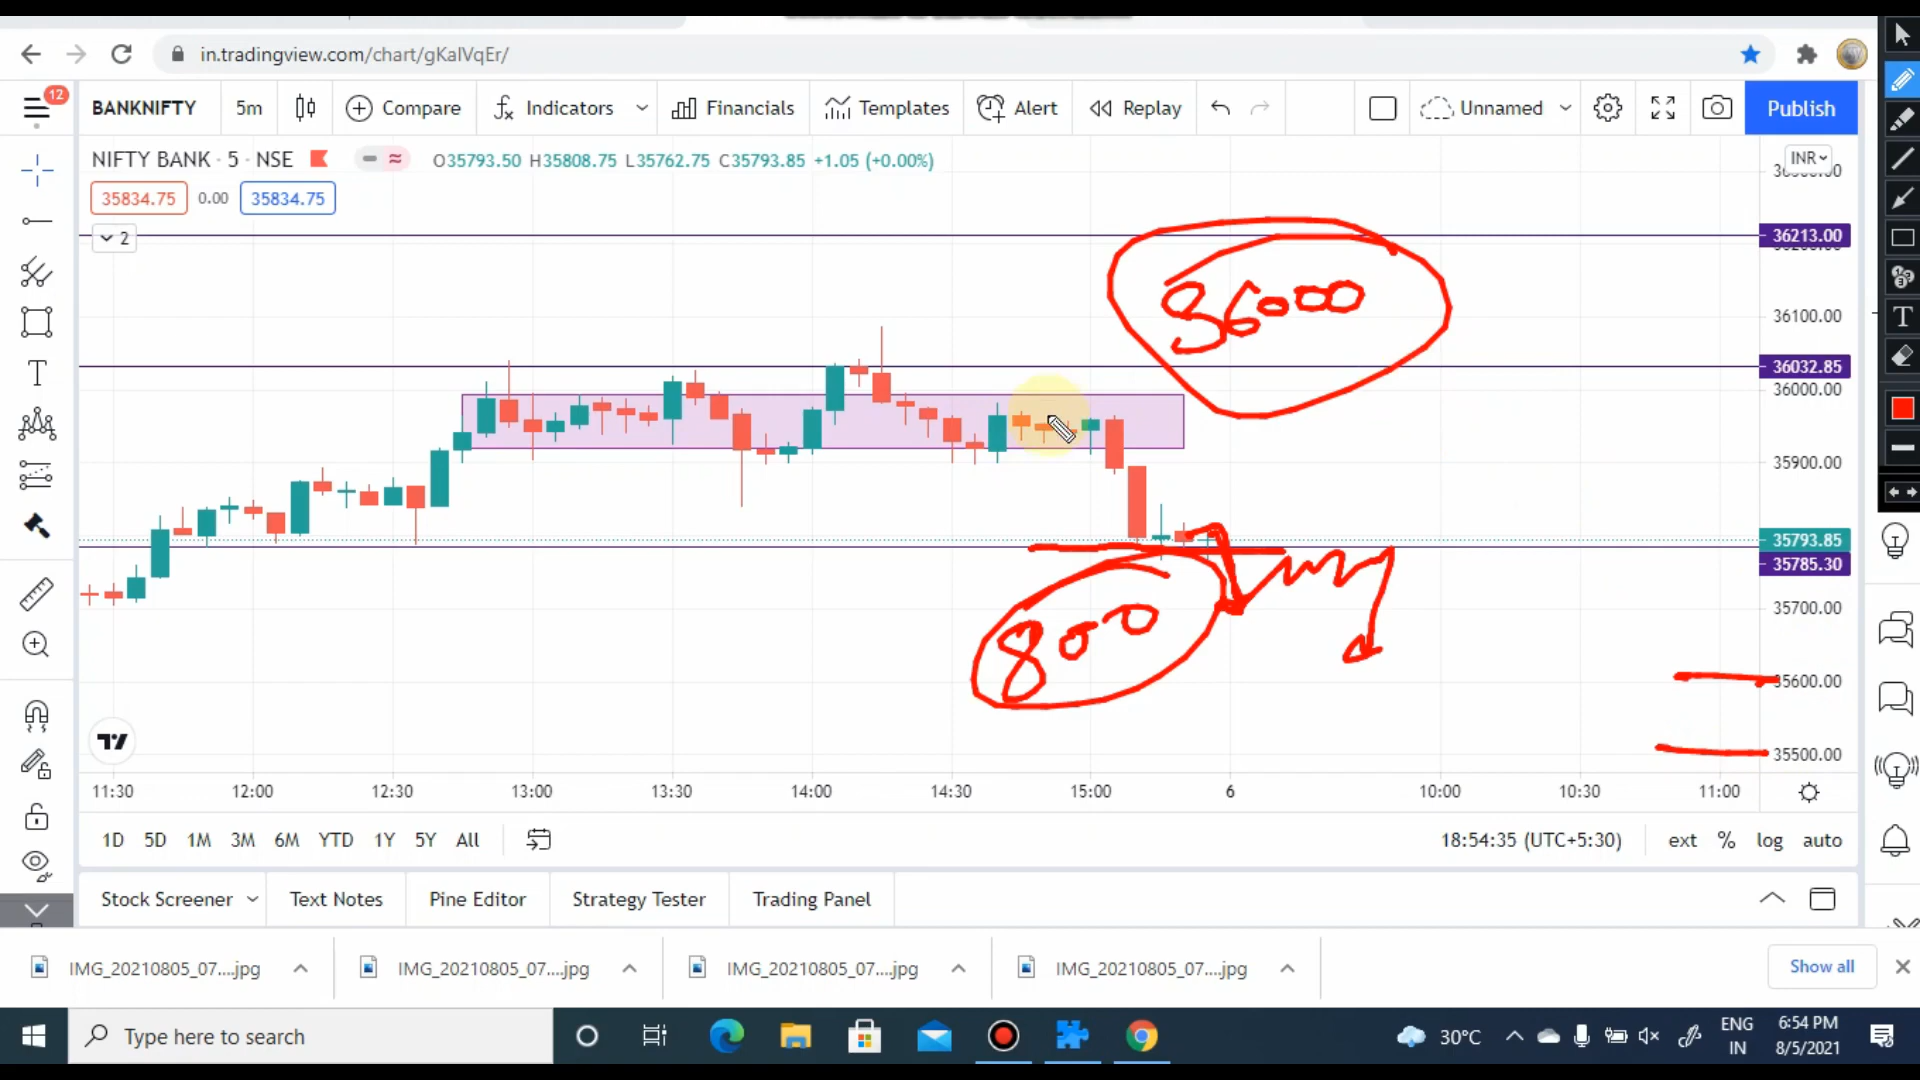 in.tradingview.com/chart/gKalVqEr/
12 BANKNIFTY 5m Compare Indicators Financials Templates Alert Replay Unnamed Publish
NIFTY BANK · 5 · NSE O35793.50 H35808.75 L35762.75 C35793.85 +1.05 (+0.00%) INR
35834.75 0.00 35834.75
2
36213.00
36000
36100.00
36032.85
36000.00
35900.00
35793.85
35785.30
800
35700.00
35600.00
35500.00
11:30 12:00 12:30 13:00 13:30 14:00 14:30 15:00 6 10:00 10:30 11:00
1D 5D 1M 3M 6M YTD 1Y 5Y All 18:54:35 (UTC+5:30) ext % log auto
Stock Screener Text Notes Pine Editor Strategy Tester Trading Panel
IMG_20210805_07....jpg IMG_20210805_07....jpg IMG_20210805_07....jpg IMG_20210805_07....jpg Show all
Type here to search 30°C ENG 6:54 PM
IN 8/5/2021